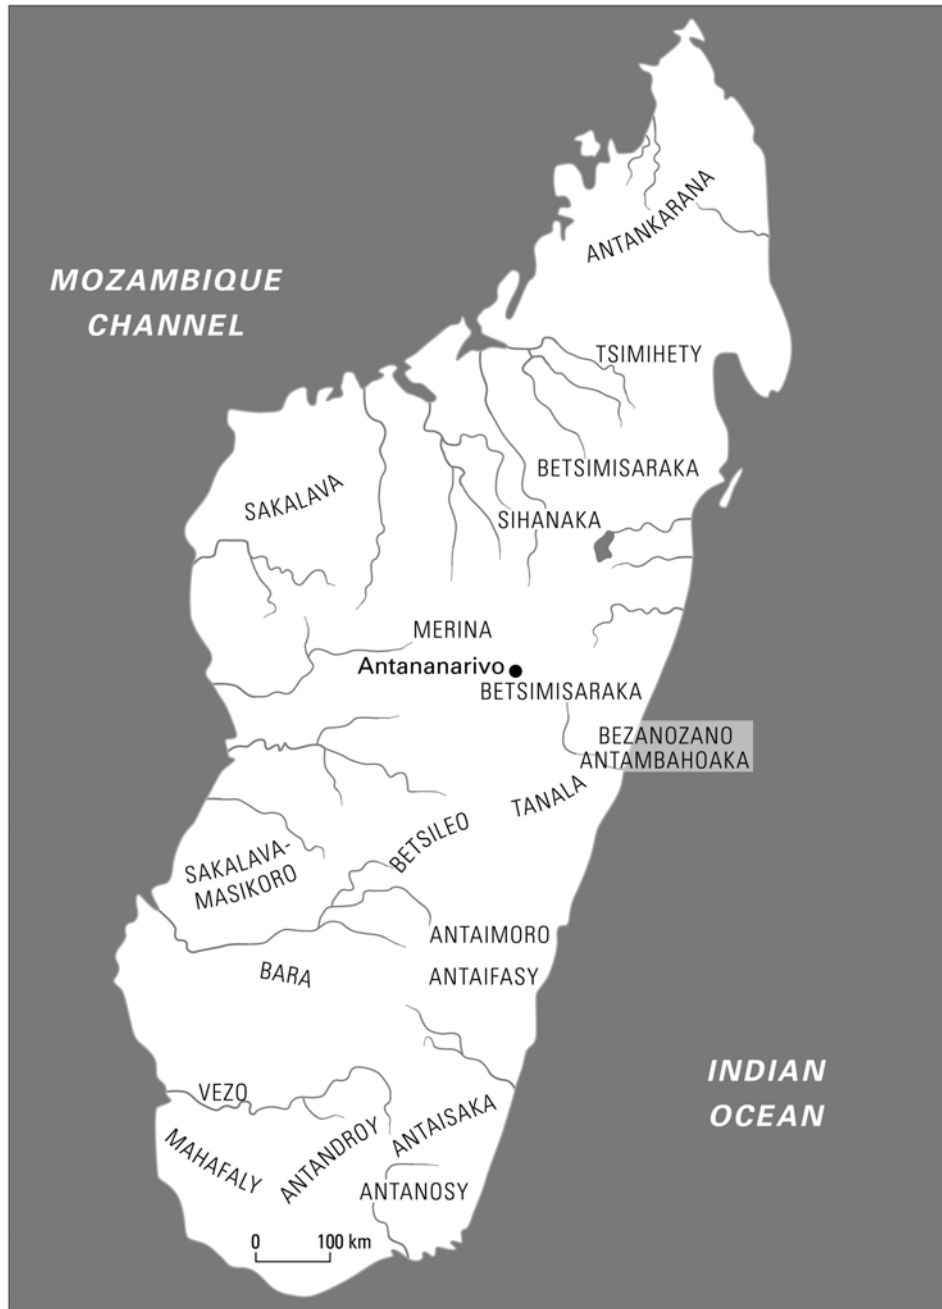 ANTANKARANA
MOZAMBIQUE
CHANNEL
TSIMIHETY
BETSIMISARAKA
SAKALAVA
SIHANAKA
MERINA
Antananarivo
BETSIMISARAKA
BEZANOZANO
ANTAMBAHOAKA
TANALA
BETSILEO
SAKALAVA-
MASIKORO
ANTAIMORO
BARA
ANTAIFASY
INDIAN
OCEAN
VEZO
ANTAISAKA
MAHAFALY
ANTANDROY
ANTANOSY
0 100 km